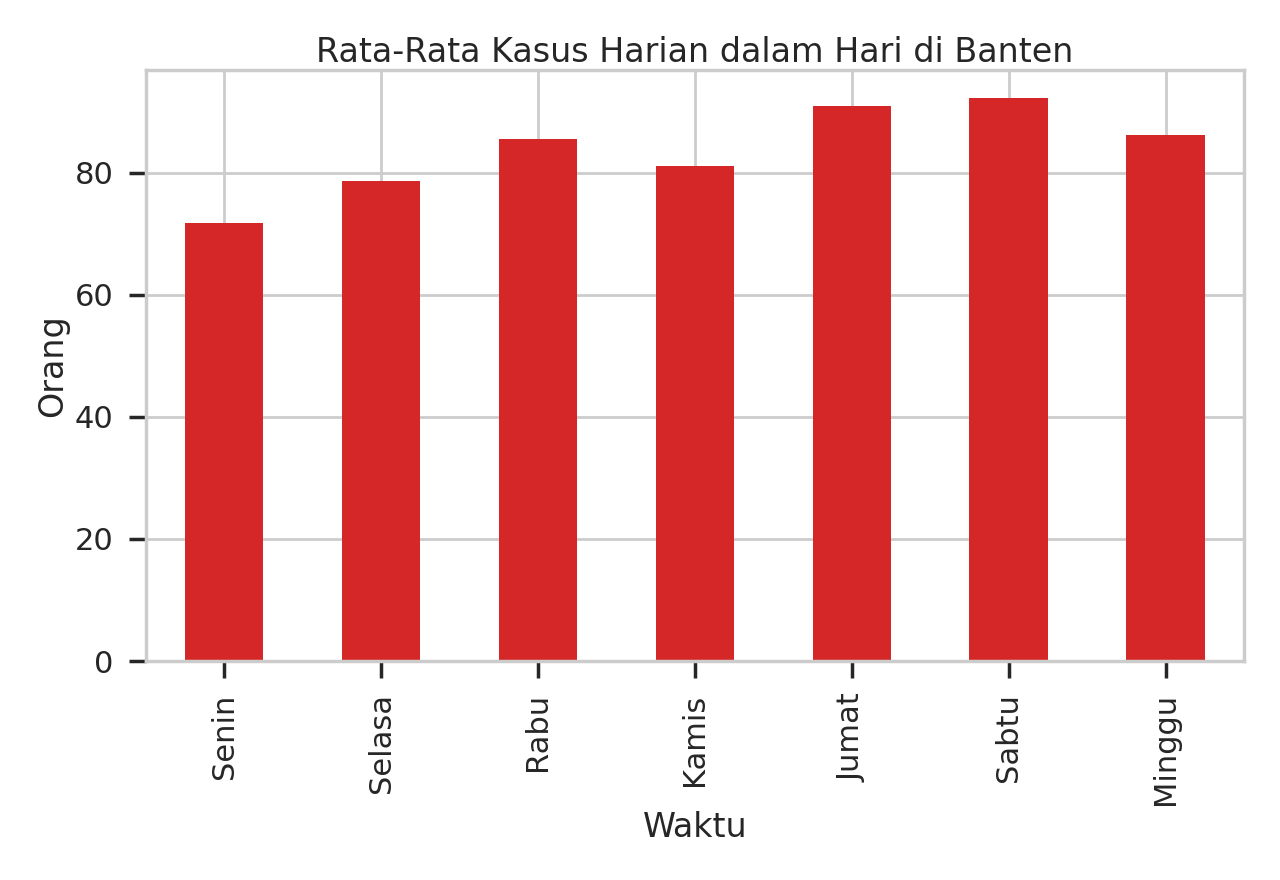 Rata-Rata Kasus Harian dalam Hari di Banten
Orang
80
60
40
20
0
Senin
Selasa
Rabu
Kamis
Jumat
Sabtu
Minggu
Waktu